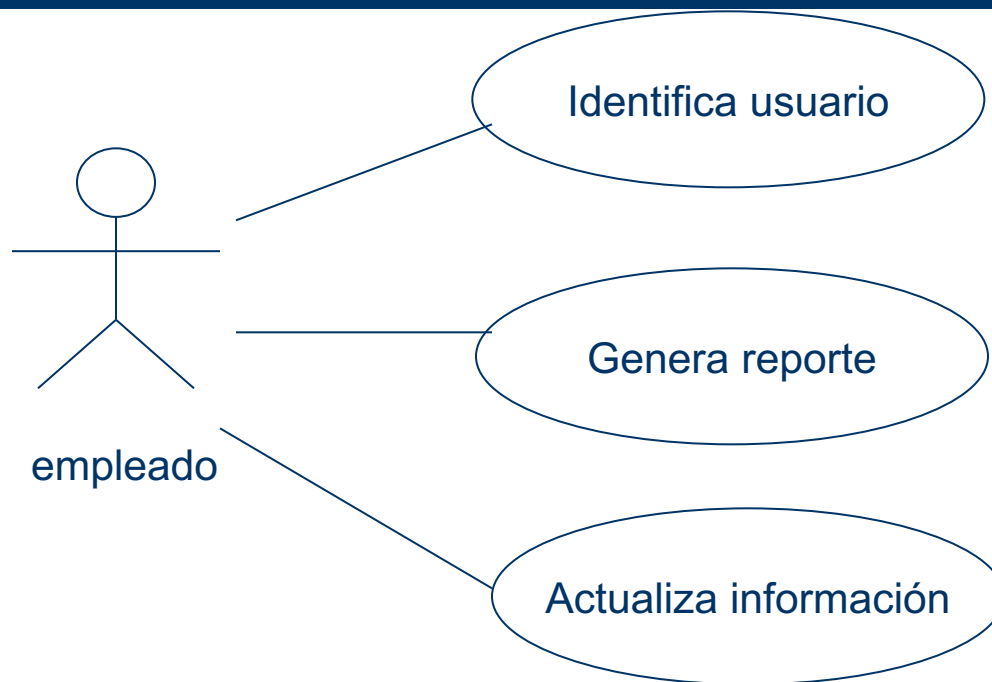 Identifica usuario
Genera reporte
empleado
Actualiza información